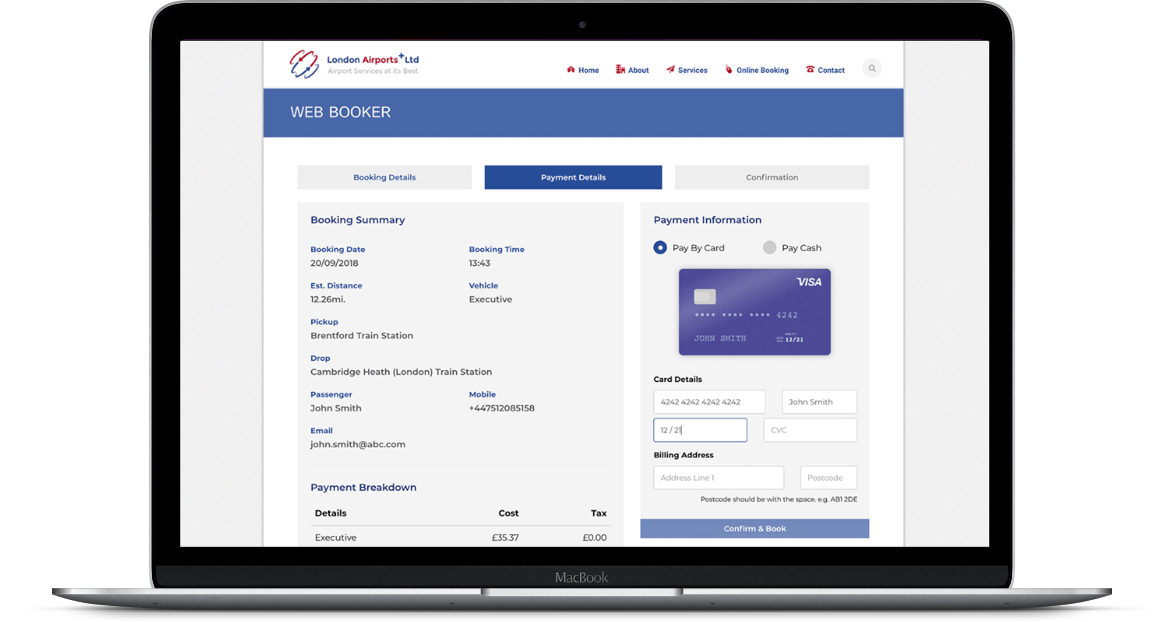 London Airports+Ltd
Airport Services at its Best
Home About Services Online Booking Contact
WEB BOOKER
Booking Details Payment Details Confirmation
Booking Summary
Booking Date Booking Time
20/09/2018 13:43
Est. Distance Vehicle
12.26mi. Executive
Pickup
Brentford Train Station
Drop
Cambridge Heath (London) Train Station
Passenger Mobile
John Smith +447512085158
Email
john.smith@abc.com
Payment Breakdown
Details Cost Tax
Executive £35.37 £0.00
Payment Information
Pay By Card Pay Cash
VISA
•••• •••• •••• 4242
JOHN SMITH 12/21
Card Details
4242 4242 4242 4242 John Smith
12 / 21 CVC
Billing Address
Address Line 1 Postcode
Postcode should be with the space. e.g. AB1 2DE
Confirm & Book
MacBook